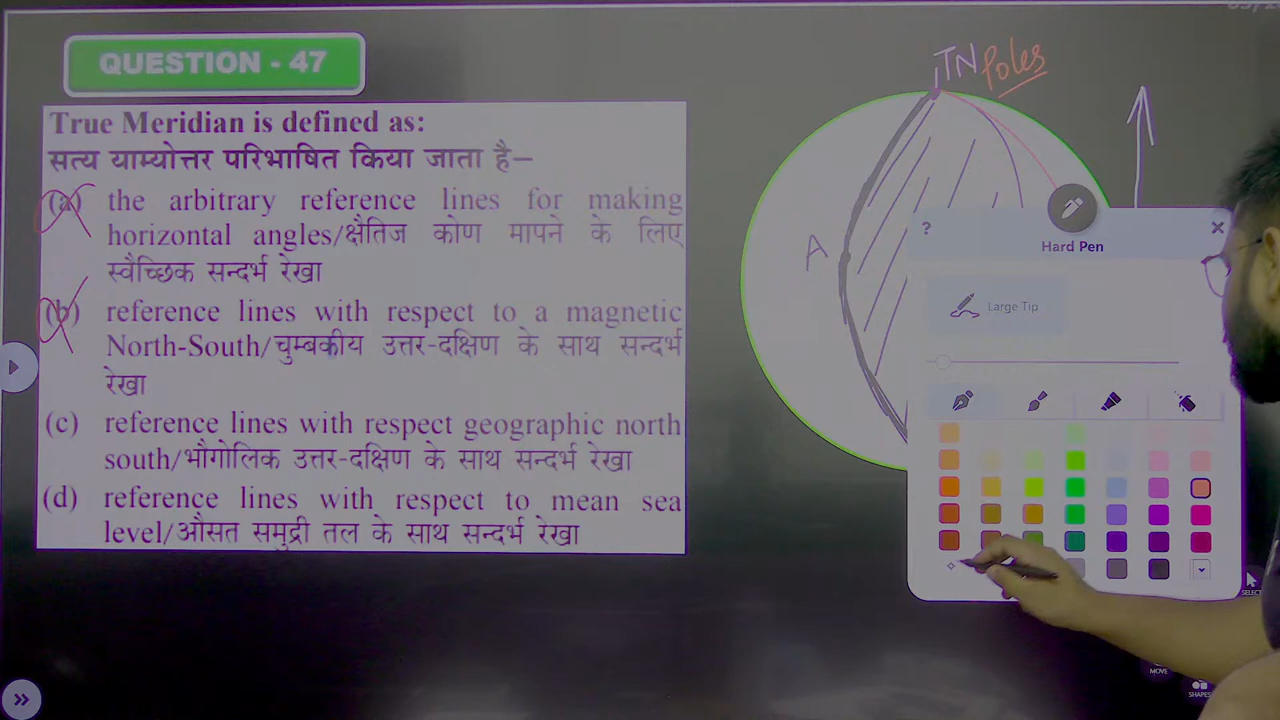 QUESTION - 47
True Meridian is defined as:
सत्य याम्योत्तर परिभाषित किया जाता है–
(a) the arbitrary reference lines for making
horizontal angles/क्षैतिज कोण मापने के लिए
स्वैच्छिक सन्दर्भ रेखा
(b) reference lines with respect to a magnetic
North-South/चुम्बकीय उत्तर-दक्षिण के साथ सन्दर्भ
रेखा
(c) reference lines with respect geographic north
south/भौगोलिक उत्तर-दक्षिण के साथ सन्दर्भ रेखा
(d) reference lines with respect to mean sea
level/औसत समुद्री तल के साथ सन्दर्भ रेखा
TN Poles
A
?
Hard Pen
Large Tip
SELECT
MOVE
SHAPES